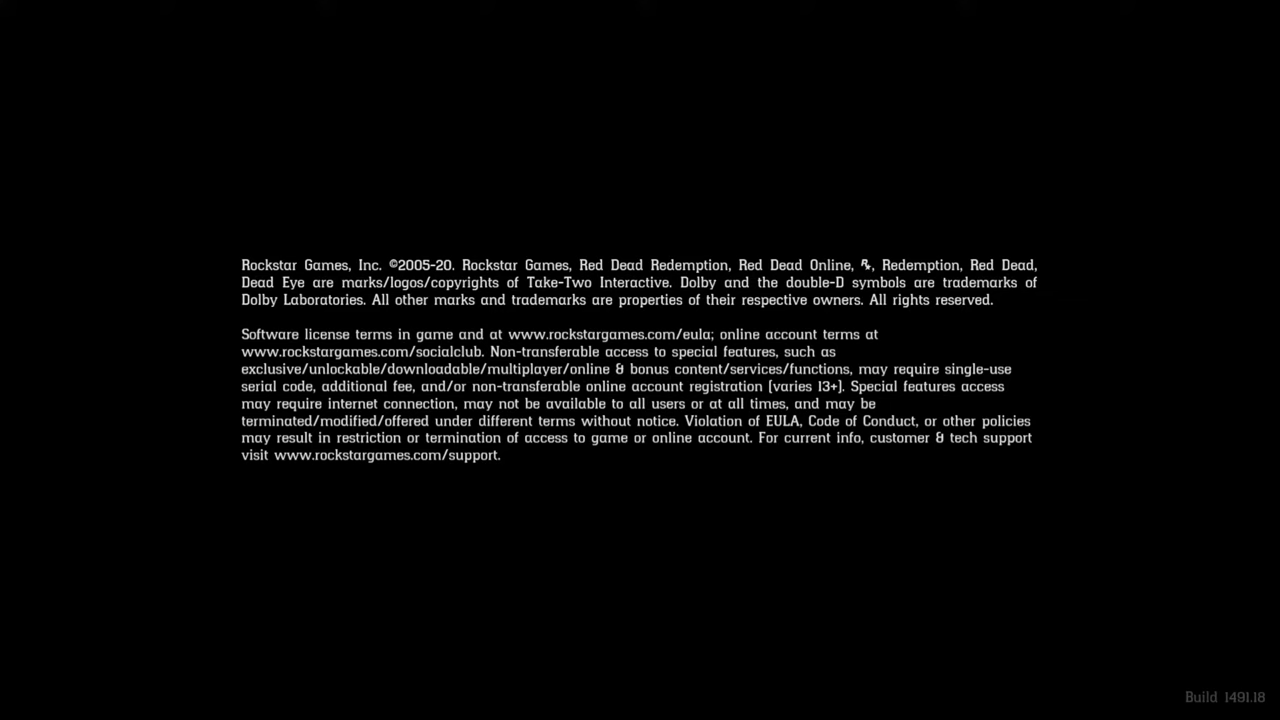 Rockstar Games, Inc. ©2005-20. Rockstar Games, Red Dead Redemption, Red Dead Online, , Redemption, Red Dead,
Dead Eye are marks/logos/copyrights of Take-Two Interactive. Dolby and the double-D symbols are trademarks of
Dolby Laboratories. All other marks and trademarks are properties of their respective owners. All rights reserved.
Software license terms in game and at www.rockstargames.com/eula; online account terms at
www.rockstargames.com/socialclub. Non-transferable access to special features, such as
exclusive/unlockable/downloadable/multiplayer/online & bonus content/services/functions, may require single-use
serial code, additional fee, and/or non-transferable online account registration (varies 13+). Special features access
may require internet connection, may not be available to all users or at all times, and may be
terminated/modified/offered under different terms without notice. Violation of EULA, Code of Conduct, or other policies
may result in restriction or termination of access to game or online account. For current info, customer & tech support
visit www.rockstargames.com/support.
Build 1491.18